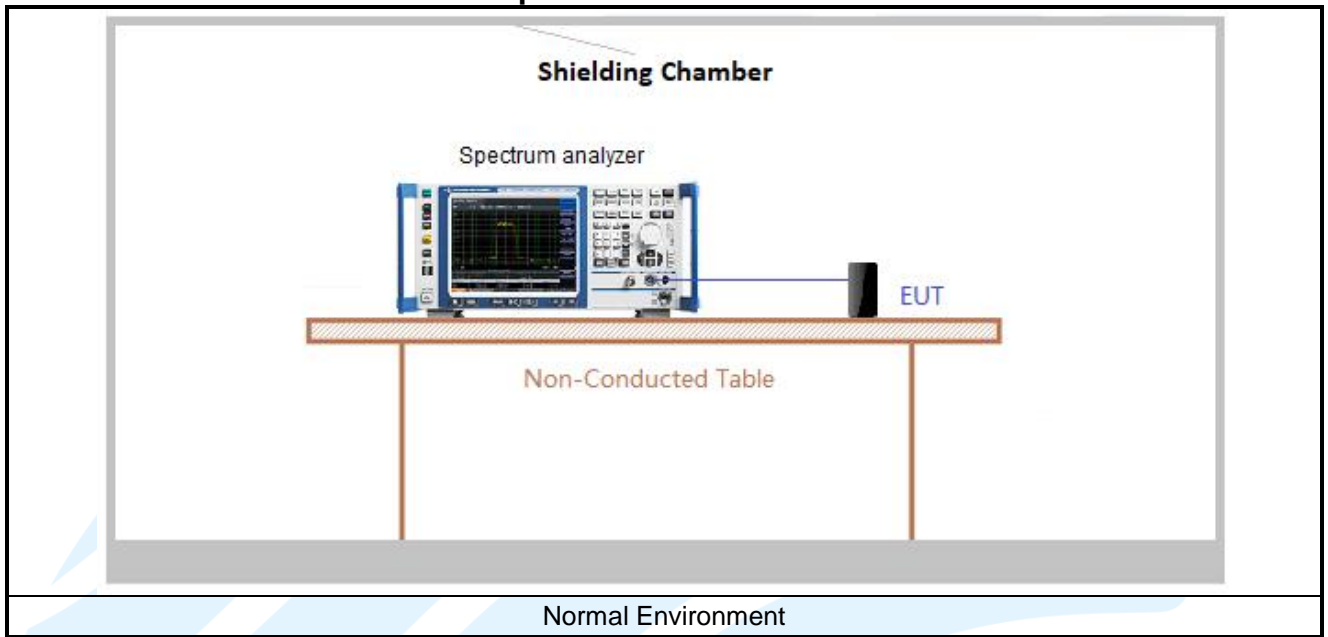 Shielding Chamber
Spectrum analyzer
EUT
Non-Conducted Table
Normal Environment